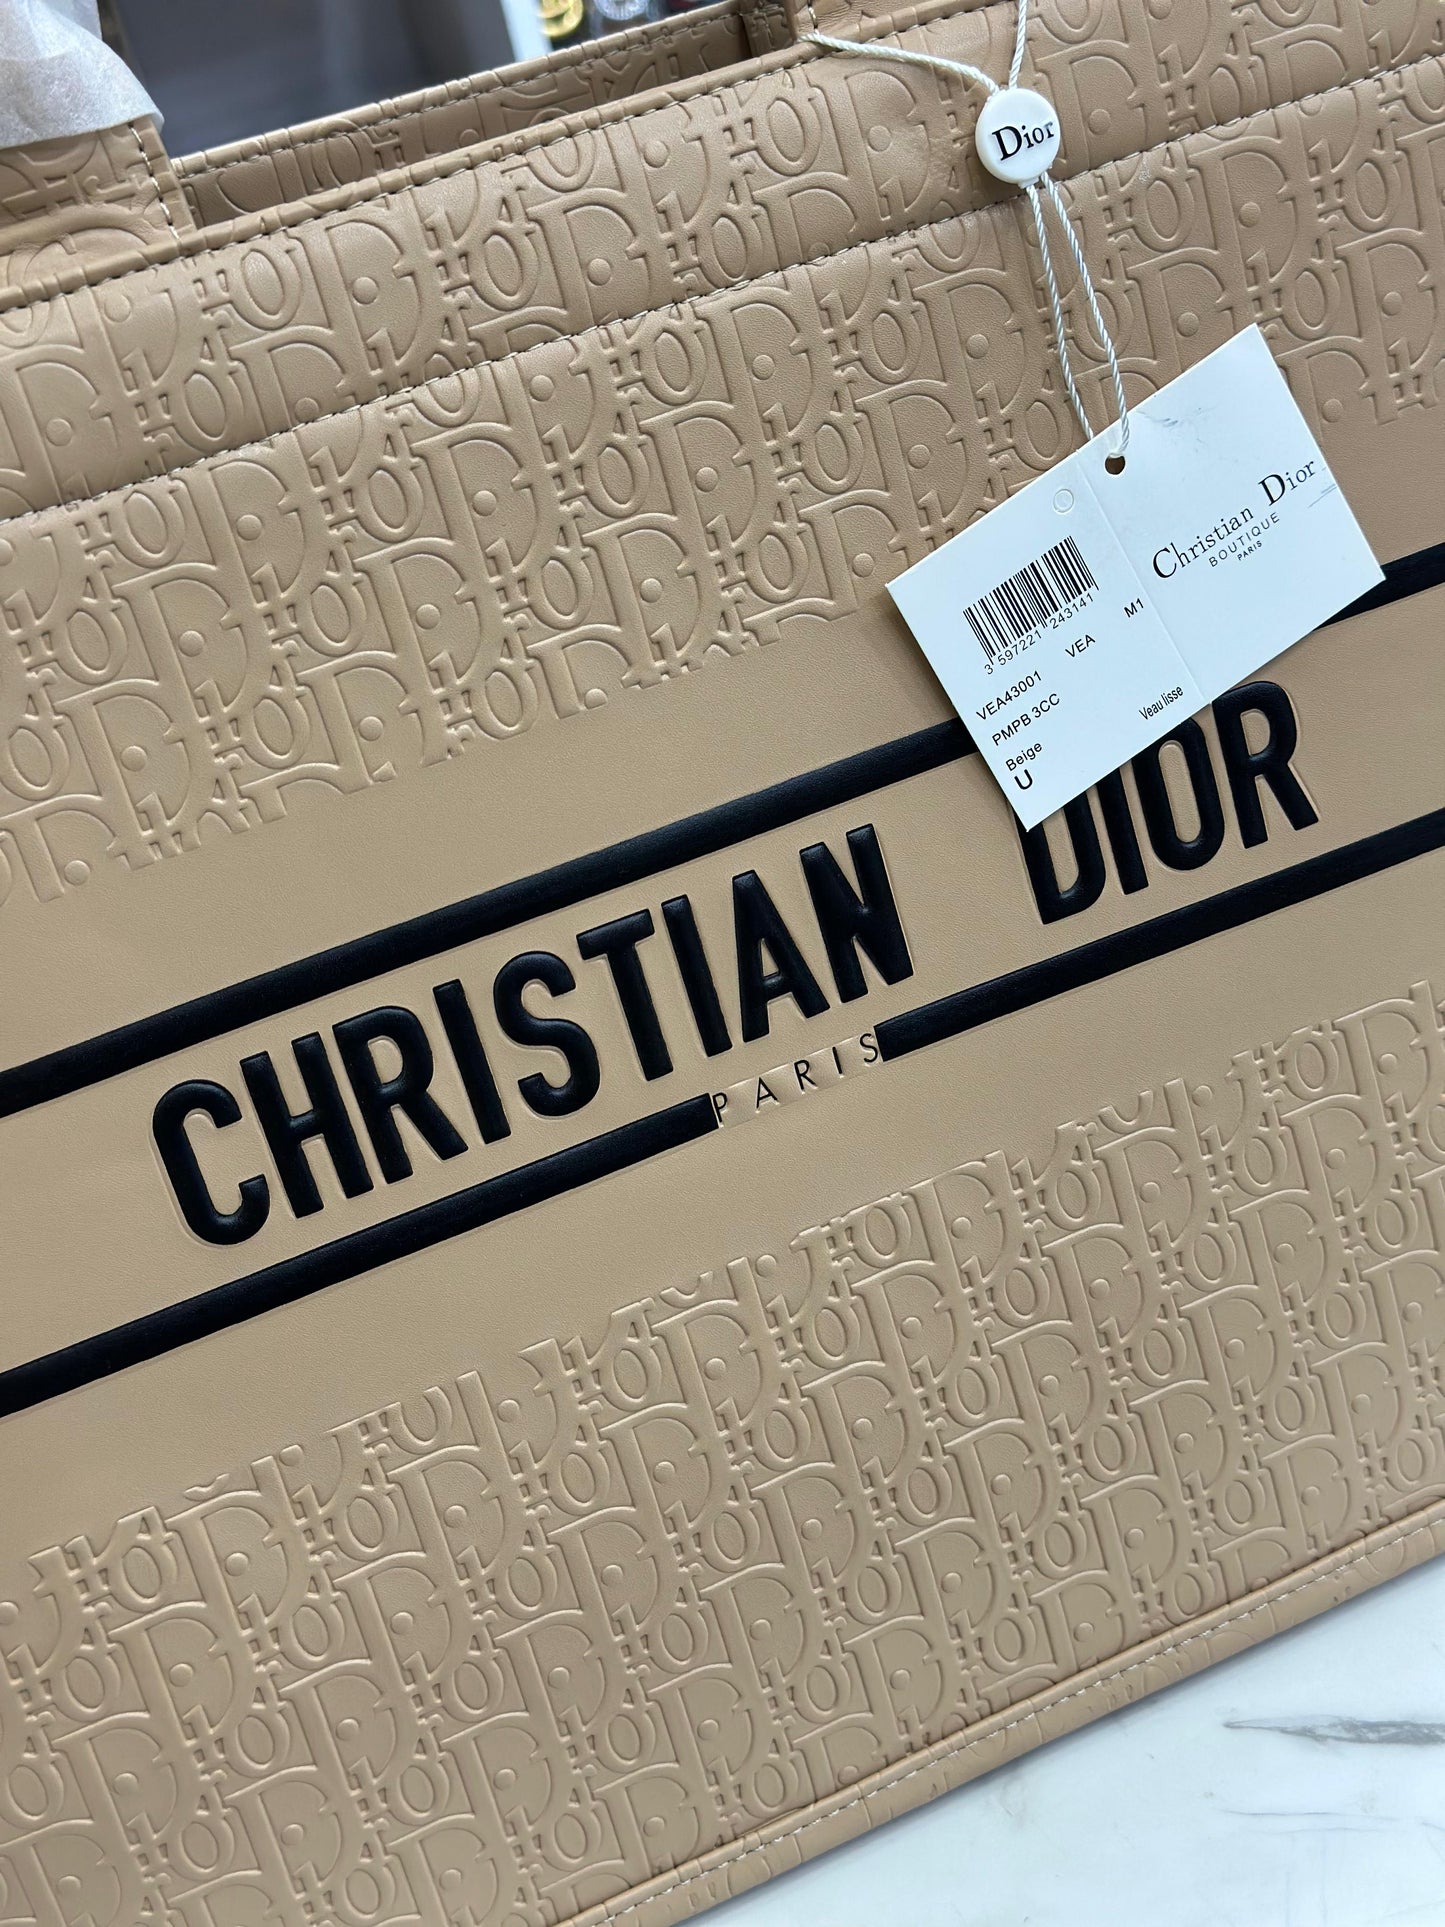 Dior
Christian Dior
BOUTIQUE
PARIS
3 597221 243141
VEA43001 VEA M1
PMPB 3CC
Beige Veau lisse
U
CHRISTIAN DIOR
PARIS